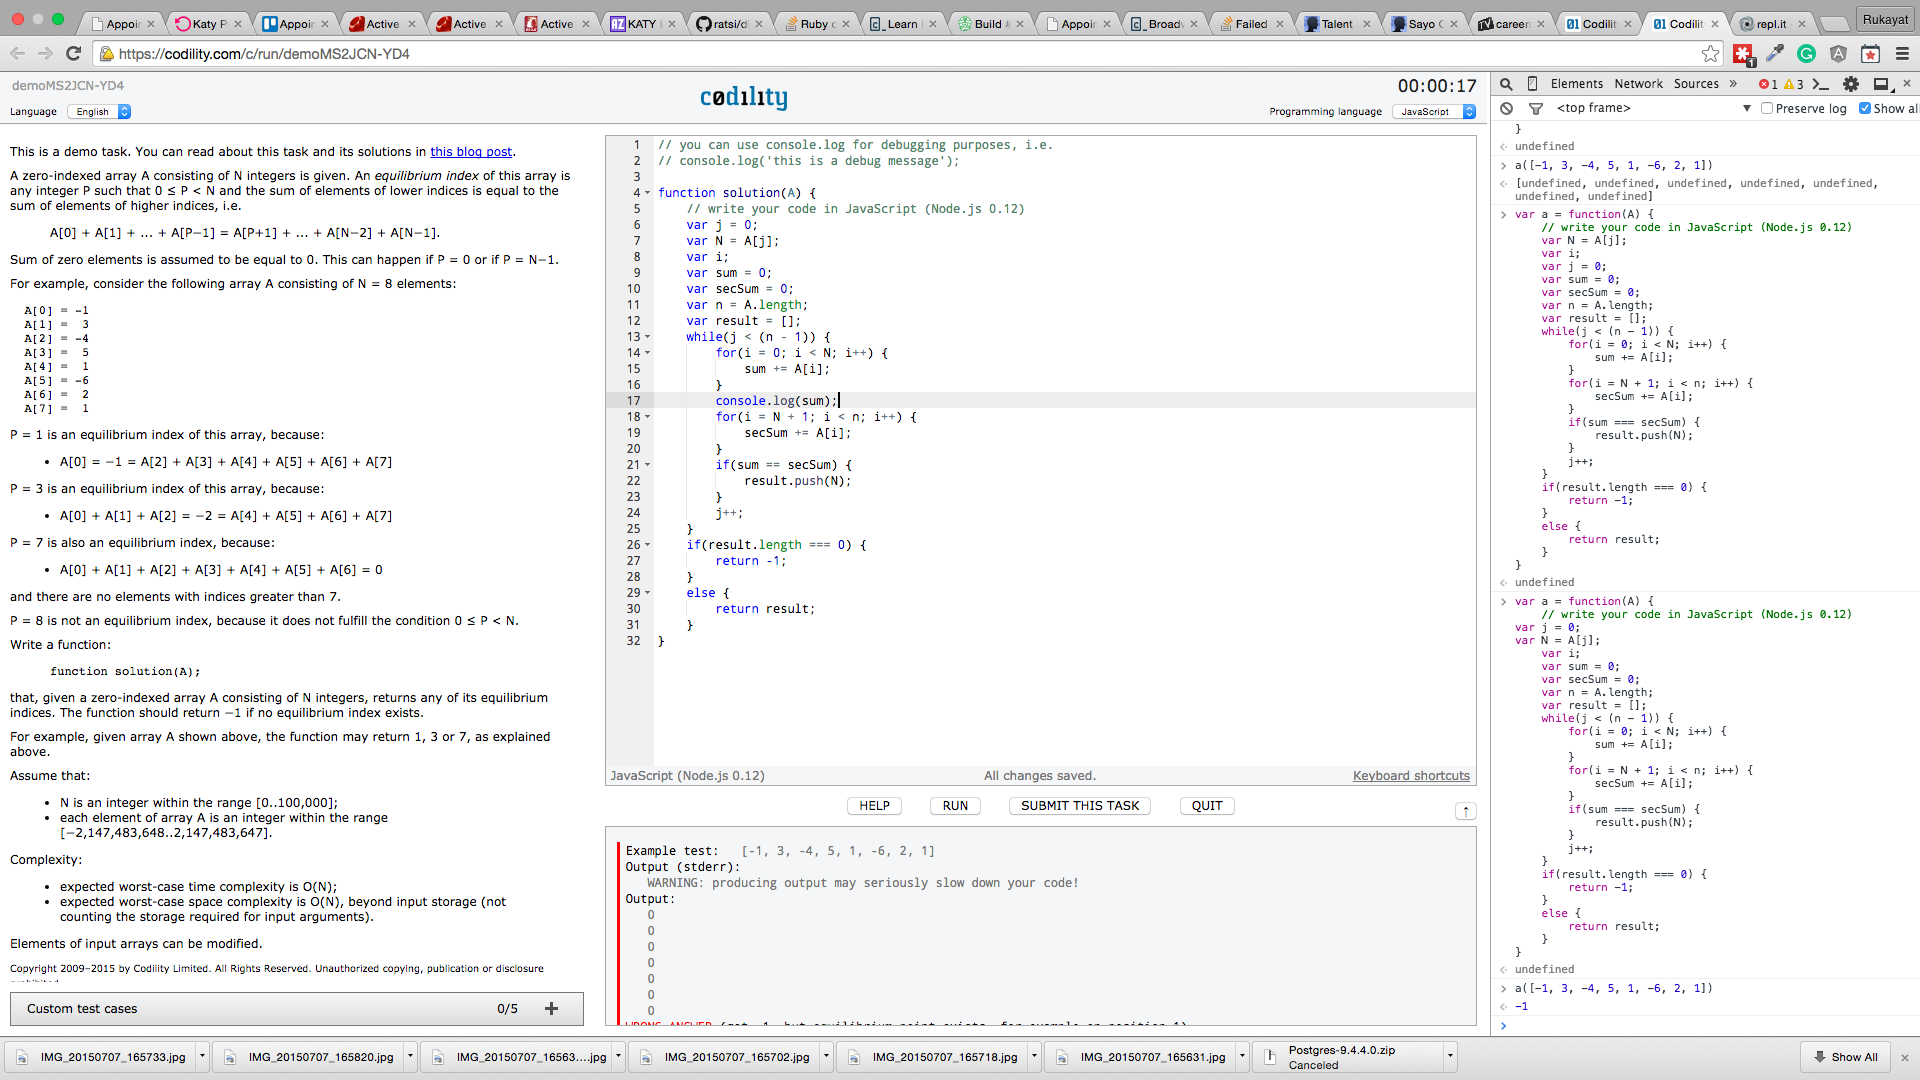 Appoin
Katy P
Appoin
Active
Active
Active
KATY
ratsi/d
Ruby c
Learn
Build #
Appoin
Broadw
Failed
Talent
Sayo
career
Codilit
Codilit
repl.it -
Rukayat
https://codility.com/c/run/demoMS2JCN-YD4
demoMS2JCN-YD4
Language English
codility
00:00:17
Programming language JavaScript
This is a demo task. You can read about this task and its solutions in this blog post.
A zero-indexed array A consisting of N integers is given. An equilibrium index of this array is
any integer P such that 0 ≤ P < N and the sum of elements of lower indices is equal to the
sum of elements of higher indices, i.e.
A[0] + A[1] + ... + A[P−1] = A[P+1] + ... + A[N−2] + A[N−1].
Sum of zero elements is assumed to be equal to 0. This can happen if P = 0 or if P = N−1.
For example, consider the following array A consisting of N = 8 elements:
A[0] = -1
A[1] = 3
A[2] = -4
A[3] = 5
A[4] = 1
A[5] = -6
A[6] = 2
A[7] = 1
P = 1 is an equilibrium index of this array, because:
• A[0] = −1 = A[2] + A[3] + A[4] + A[5] + A[6] + A[7]
P = 3 is an equilibrium index of this array, because:
• A[0] + A[1] + A[2] = −2 = A[4] + A[5] + A[6] + A[7]
P = 7 is also an equilibrium index, because:
• A[0] + A[1] + A[2] + A[3] + A[4] + A[5] + A[6] = 0
and there are no elements with indices greater than 7.
P = 8 is not an equilibrium index, because it does not fulfill the condition 0 ≤ P < N.
Write a function:
function solution(A);
that, given a zero-indexed array A consisting of N integers, returns any of its equilibrium
indices. The function should return −1 if no equilibrium index exists.
For example, given array A shown above, the function may return 1, 3 or 7, as explained
above.
Assume that:
• N is an integer within the range [0..100,000];
• each element of array A is an integer within the range
[−2,147,483,648..2,147,483,647].
Complexity:
• expected worst-case time complexity is O(N);
• expected worst-case space complexity is O(N), beyond input storage (not
counting the storage required for input arguments).
Elements of input arrays can be modified.
Copyright 2009–2015 by Codility Limited. All Rights Reserved. Unauthorized copying, publication or disclosure
Custom test cases 0/5 +
1 // you can use console.log for debugging purposes, i.e.
2 // console.log('this is a debug message');
3
4 function solution(A) {
5 // write your code in JavaScript (Node.js 0.12)
6 var j = 0;
7 var N = A[j];
8 var i;
9 var sum = 0;
10 var secSum = 0;
11 var n = A.length;
12 var result = [];
13 while(j < (n - 1)) {
14 for(i = 0; i < N; i++) {
15 sum += A[i];
16 }
17 console.log(sum);
18 for(i = N + 1; i < n; i++) {
19 secSum += A[i];
20 }
21 if(sum == secSum) {
22 result.push(N);
23 }
24 j++;
25 }
26 if(result.length === 0) {
27 return -1;
28 }
29 else {
30 return result;
31 }
32 }
JavaScript (Node.js 0.12) All changes saved. Keyboard shortcuts
HELP RUN SUBMIT THIS TASK QUIT ↑
Example test: [-1, 3, -4, 5, 1, -6, 2, 1]
Output (stderr):
WARNING: producing output may seriously slow down your code!
Output:
0
0
0
0
0
0
0
WRONG ANSWER (got -1, but equilibrium point exists, for example on position 1)
Elements Network Sources » 1 3
<top frame> Preserve log Show all
}
undefined
a([-1, 3, -4, 5, 1, -6, 2, 1])
[undefined, undefined, undefined, undefined, undefined,
undefined, undefined]
var a = function(A) {
// write your code in JavaScript (Node.js 0.12)
var N = A[j];
var i;
var j = 0;
var sum = 0;
var secSum = 0;
var n = A.length;
var result = [];
while(j < (n - 1)) {
for(i = 0; i < N; i++) {
sum += A[i];
}
for(i = N + 1; i < n; i++) {
secSum += A[i];
}
if(sum === secSum) {
result.push(N);
}
j++;
}
if(result.length === 0) {
return -1;
}
else {
return result;
}
}
undefined
var a = function(A) {
// write your code in JavaScript (Node.js 0.12)
var j = 0;
var N = A[j];
var i;
var sum = 0;
var secSum = 0;
var n = A.length;
var result = [];
while(j < (n - 1)) {
for(i = 0; i < N; i++) {
sum += A[i];
}
for(i = N + 1; i < n; i++) {
secSum += A[i];
}
if(sum === secSum) {
result.push(N);
}
j++;
}
if(result.length === 0) {
return -1;
}
else {
return result;
}
}
undefined
a([-1, 3, -4, 5, 1, -6, 2, 1])
-1
IMG_20150707_165733.jpg
IMG_20150707_165820.jpg
IMG_20150707_16563....jpg
IMG_20150707_165702.jpg
IMG_20150707_165718.jpg
IMG_20150707_165631.jpg
Postgres-9.4.4.0.zip
Canceled
Show All